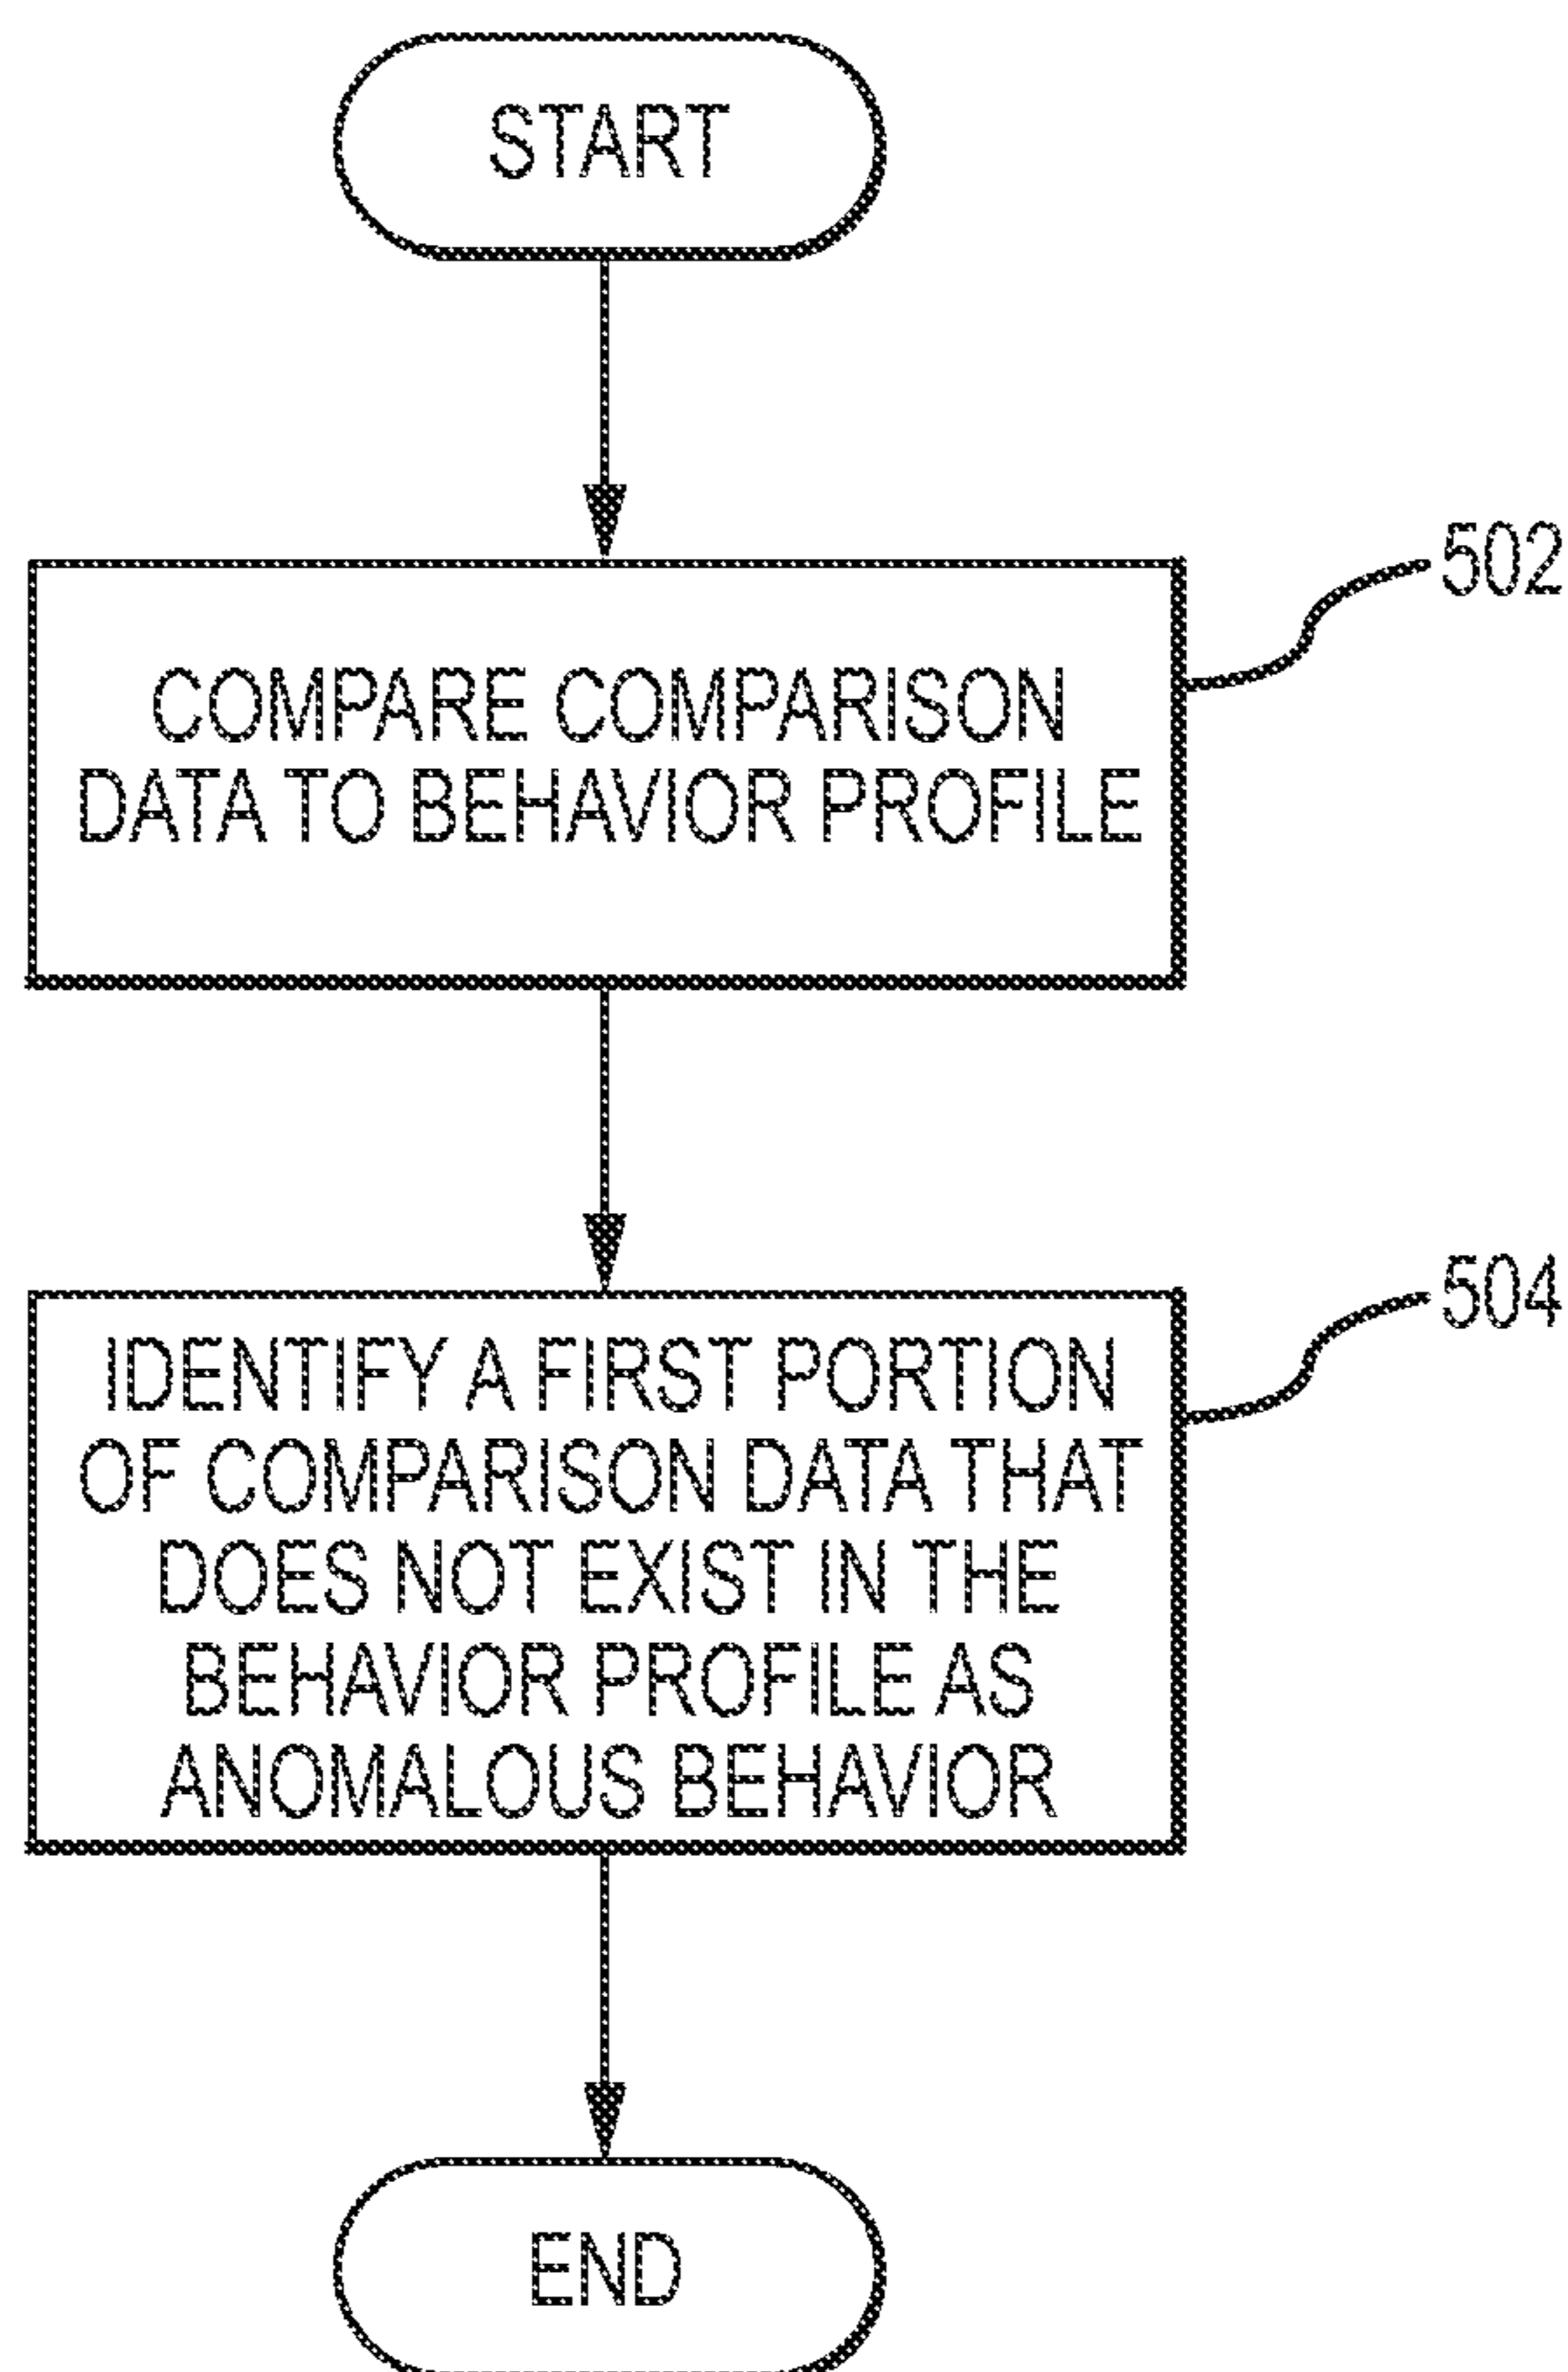 START
502
COMPARE COMPARISON
DATA TO BEHAVIOR PROFILE
504
IDENTIFY A FIRST PORTION
OF COMPARISON DATA THAT
DOES NOT EXIST IN THE
BEHAVIOR PROFILE AS
ANOMALOUS BEHAVIOR
END